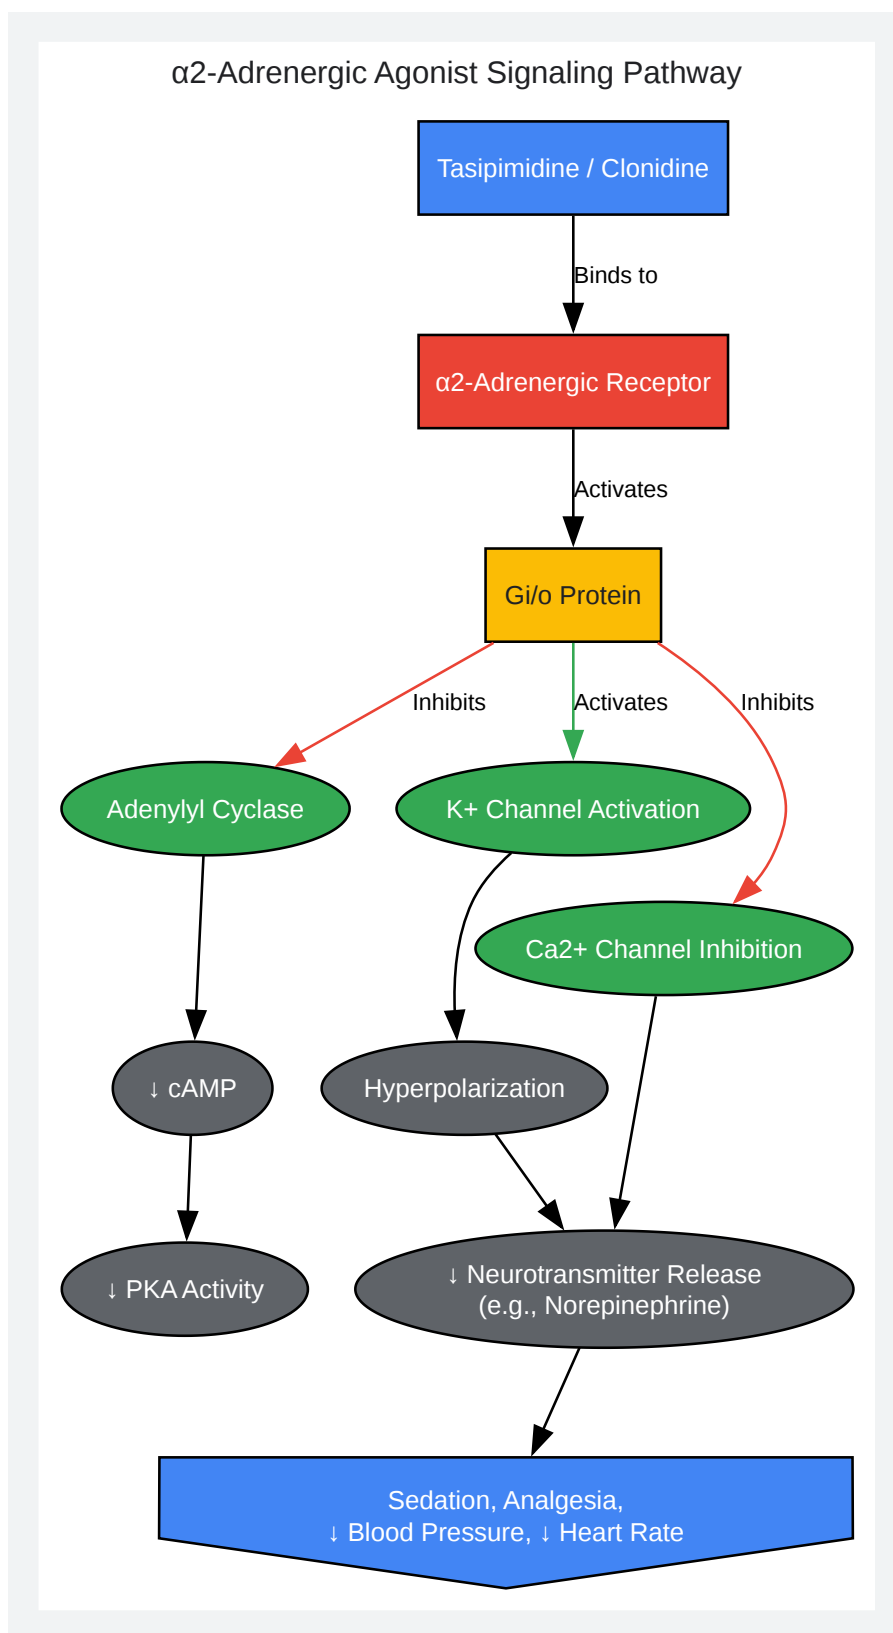 α2-Adrenergic Agonist Signaling Pathway
Tasipimidine / Clonidine
Binds to
α2-Adrenergic Receptor
Activates
Gi/o Protein
Inhibits
Activates
Inhibits
Adenylyl Cyclase
K+ Channel Activation
Ca2+ Channel Inhibition
↓ cAMP
Hyperpolarization
↓ PKA Activity
↓ Neurotransmitter Release
(e.g., Norepinephrine)
Sedation, Analgesia,
↓ Blood Pressure, ↓ Heart Rate